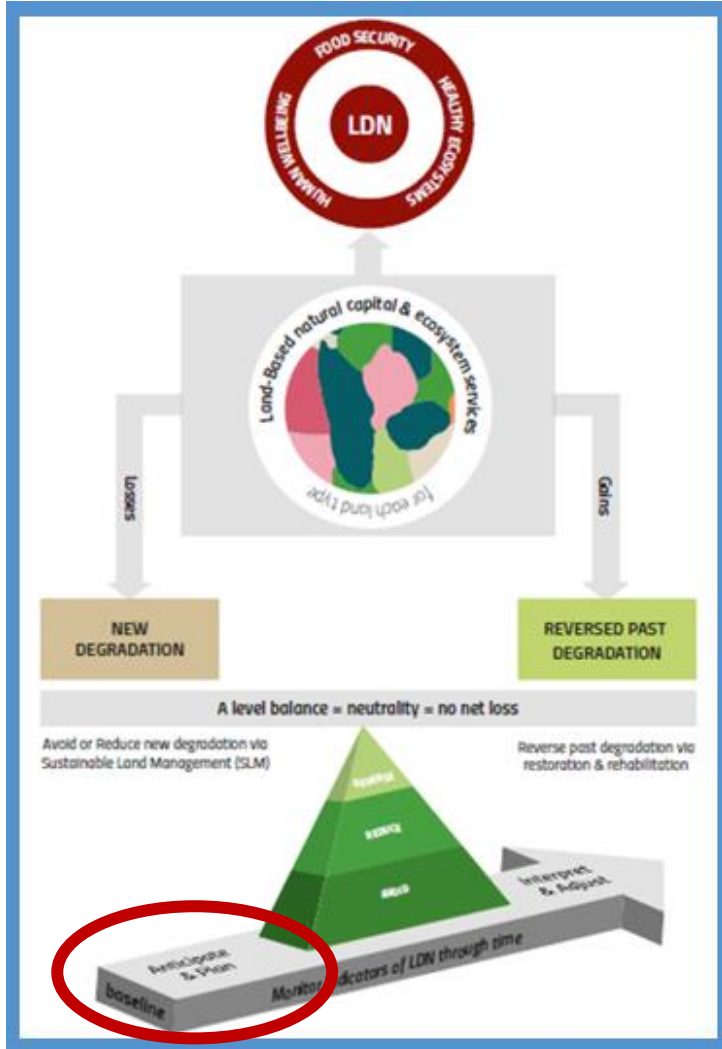 FOOD SECURITY
HUMAN WELLBEING
HEALTHY ECOSYSTEMS
LDN
Land-Based natural capital & ecosystem services
for each land type
Losses
Gains
NEW
DEGRADATION
REVERSED PAST
DEGRADATION
A level balance = neutrality = no net loss
Avoid or Reduce new degradation via
Sustainable Land Management (SLM)
Reverse past degradation via
restoration & rehabilitation
REVERSE
REDUCE
AVOID
Interpret
& Adjust
Anticipate
& Plan
Monitor indicators of LDN through time
baseline